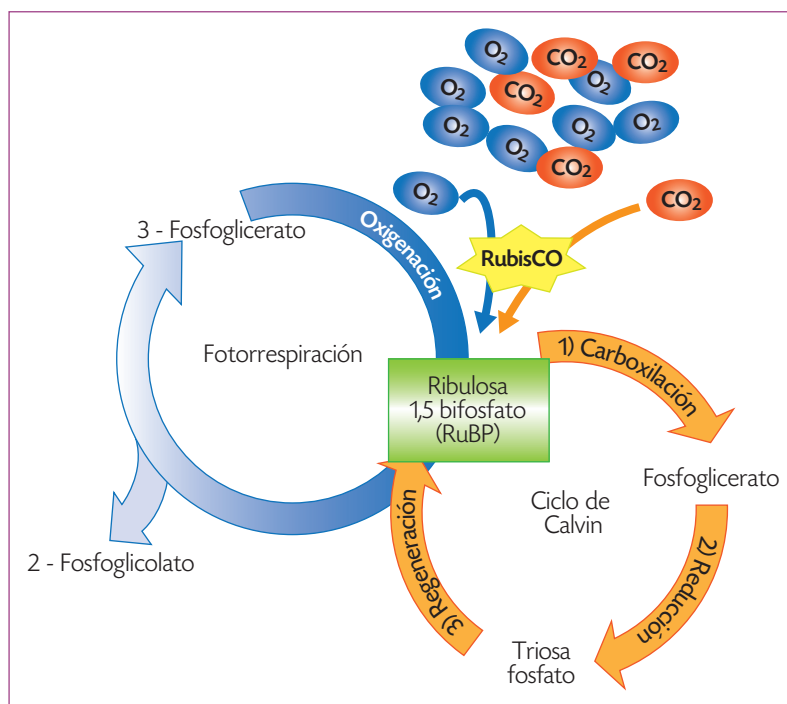 O2
CO2
CO2
O2
CO2
O2
O2
O2
O2
O2
O2
CO2
O2
CO2
3 - Fosfoglicerato
Oxigenación
RubisCO
Fotorrespiración
1) Carboxilación
Ribulosa
1,5 bifosfato
(RuBP)
Fosfoglicerato
Ciclo de
Calvin
2 - Fosfoglicolato
3) Regeneración
2) Reducción
Triosa
fosfato